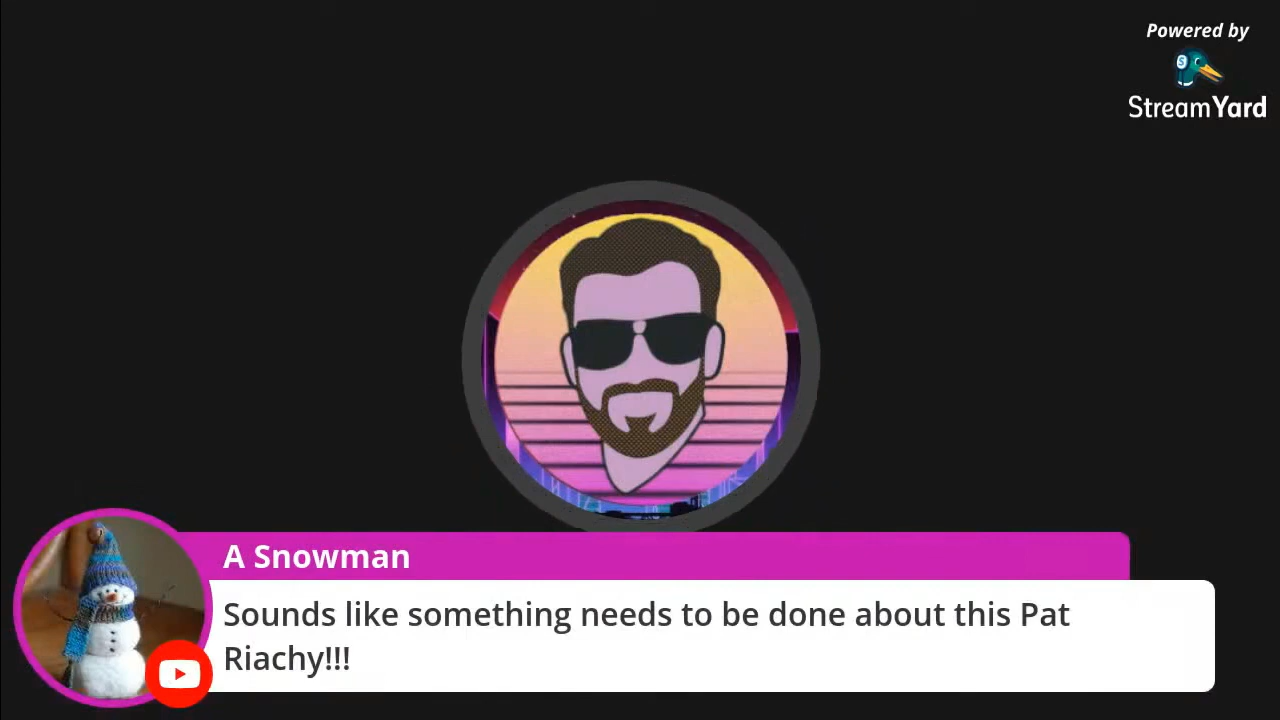 Powered by
StreamYard
A Snowman
Sounds like something needs to be done about this Pat
Riachy!!!